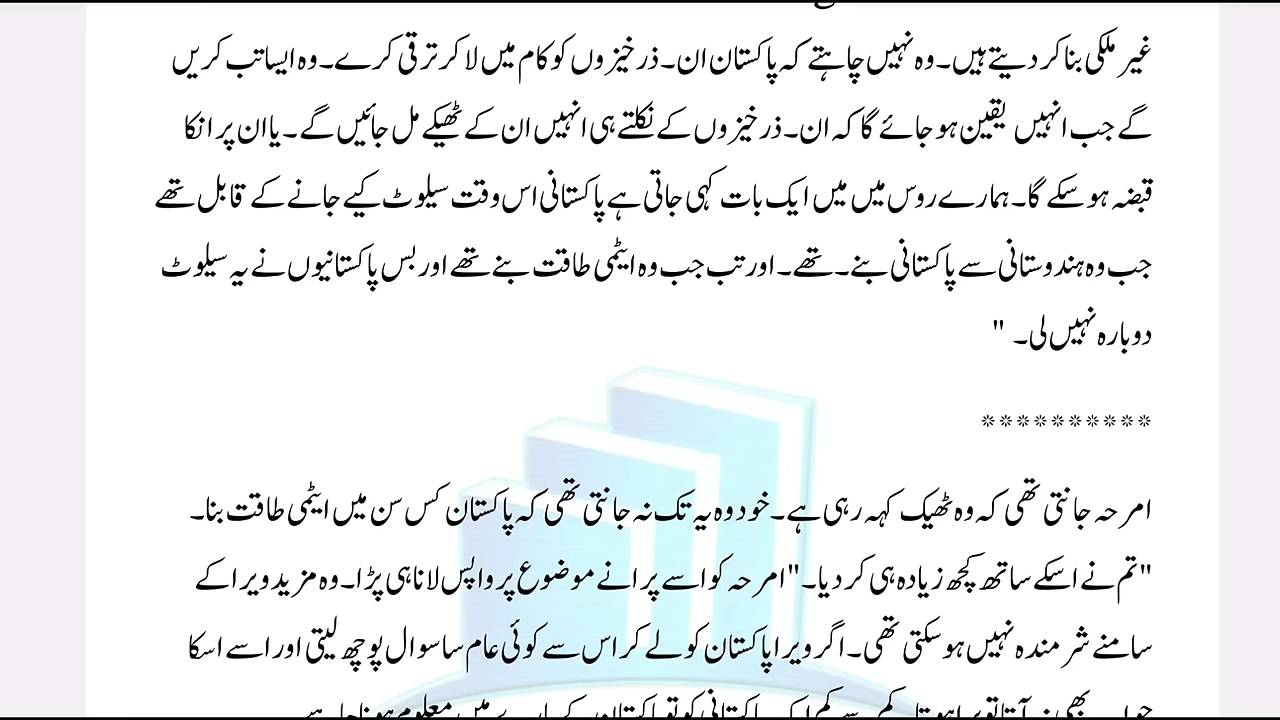 غیر ملکی بنا کر دیتے ہیں۔وہ نہیں چاہتے کہ پاکستان ان۔ذرخیزوں کو کام میں لا کر ترقی کرے۔وہ ایسا تب کریں
گے جب انہیں یقین ہو جائے گا کہ ان۔ذرخیزوں کے نکلتے ہی انہیں ان کے ٹھیکے مل جائیں گے۔یا ان پر انکا
قبضہ ہو سکے گا۔ہمارے روس میں میں ایک بات کہی جاتی ہے پاکستانی اس وقت سیلوٹ کیے جانے کے قابل تھے
جب وہ ہندوستانی سے پاکستانی بنے۔تھے۔اور تب جب وہ ایٹمی طاقت بنے تھے اور بس پاکستانیوں نے یہ سیلوٹ
دوبارہ نہیں لی۔ "
**********
امرحہ جانتی تھی کہ وہ ٹھیک کہہ رہی ہے۔خود وہ یہ تک نہ جانتی تھی کہ پاکستان کس سن میں ایٹمی طاقت بنا۔
"تم نے اسکے ساتھ کچھ زیادہ ہی کر دیا۔"امرحہ کو اسے پرانے موضوع پر واپس لانا ہی پڑا۔وہ مزید ویرا کے
سامنے شرمندہ نہیں ہو سکتی تھی۔اگر ویرا پاکستان کو لے کر اس سے کوئی عام سا سوال پوچھ لیتی اور اسے اسکا